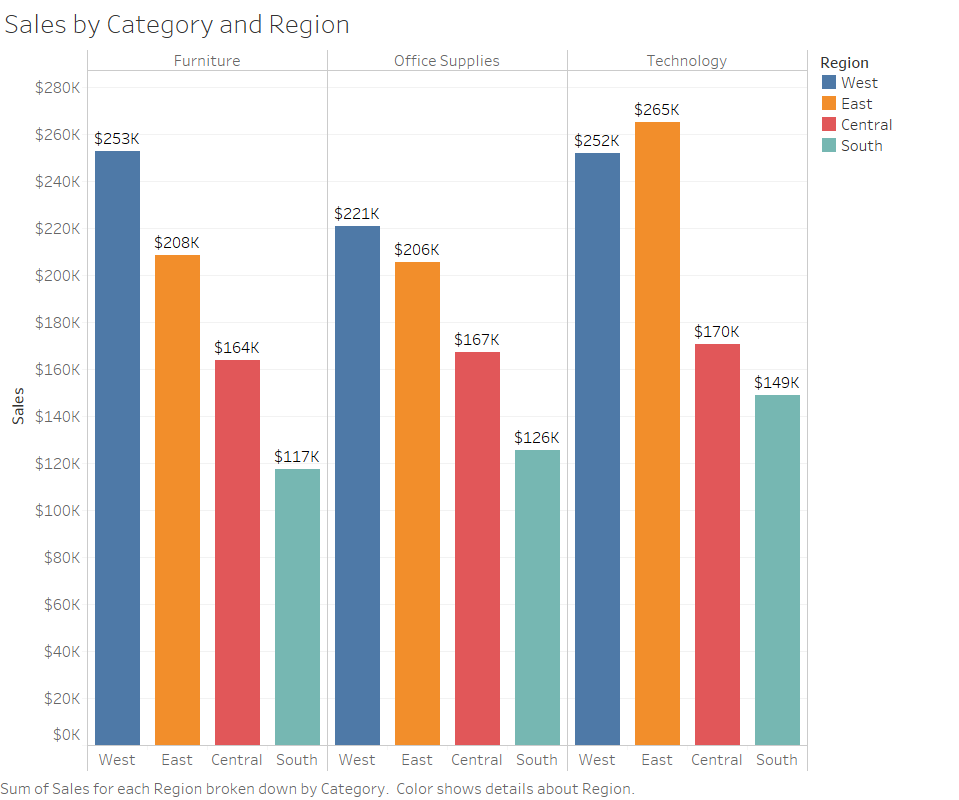 Sales by Category and Region
Furniture Office Supplies Technology
Region
West
East
Central
South
Sales
$280K
$260K
$240K
$220K
$200K
$180K
$160K
$140K
$120K
$100K
$80K
$60K
$40K
$20K
$0K
$253K
$208K
$164K
$117K
$221K
$206K
$167K
$126K
$252K
$265K
$170K
$149K
West East Central South West East Central South West East Central South
Sum of Sales for each Region broken down by Category.  Color shows details about Region.